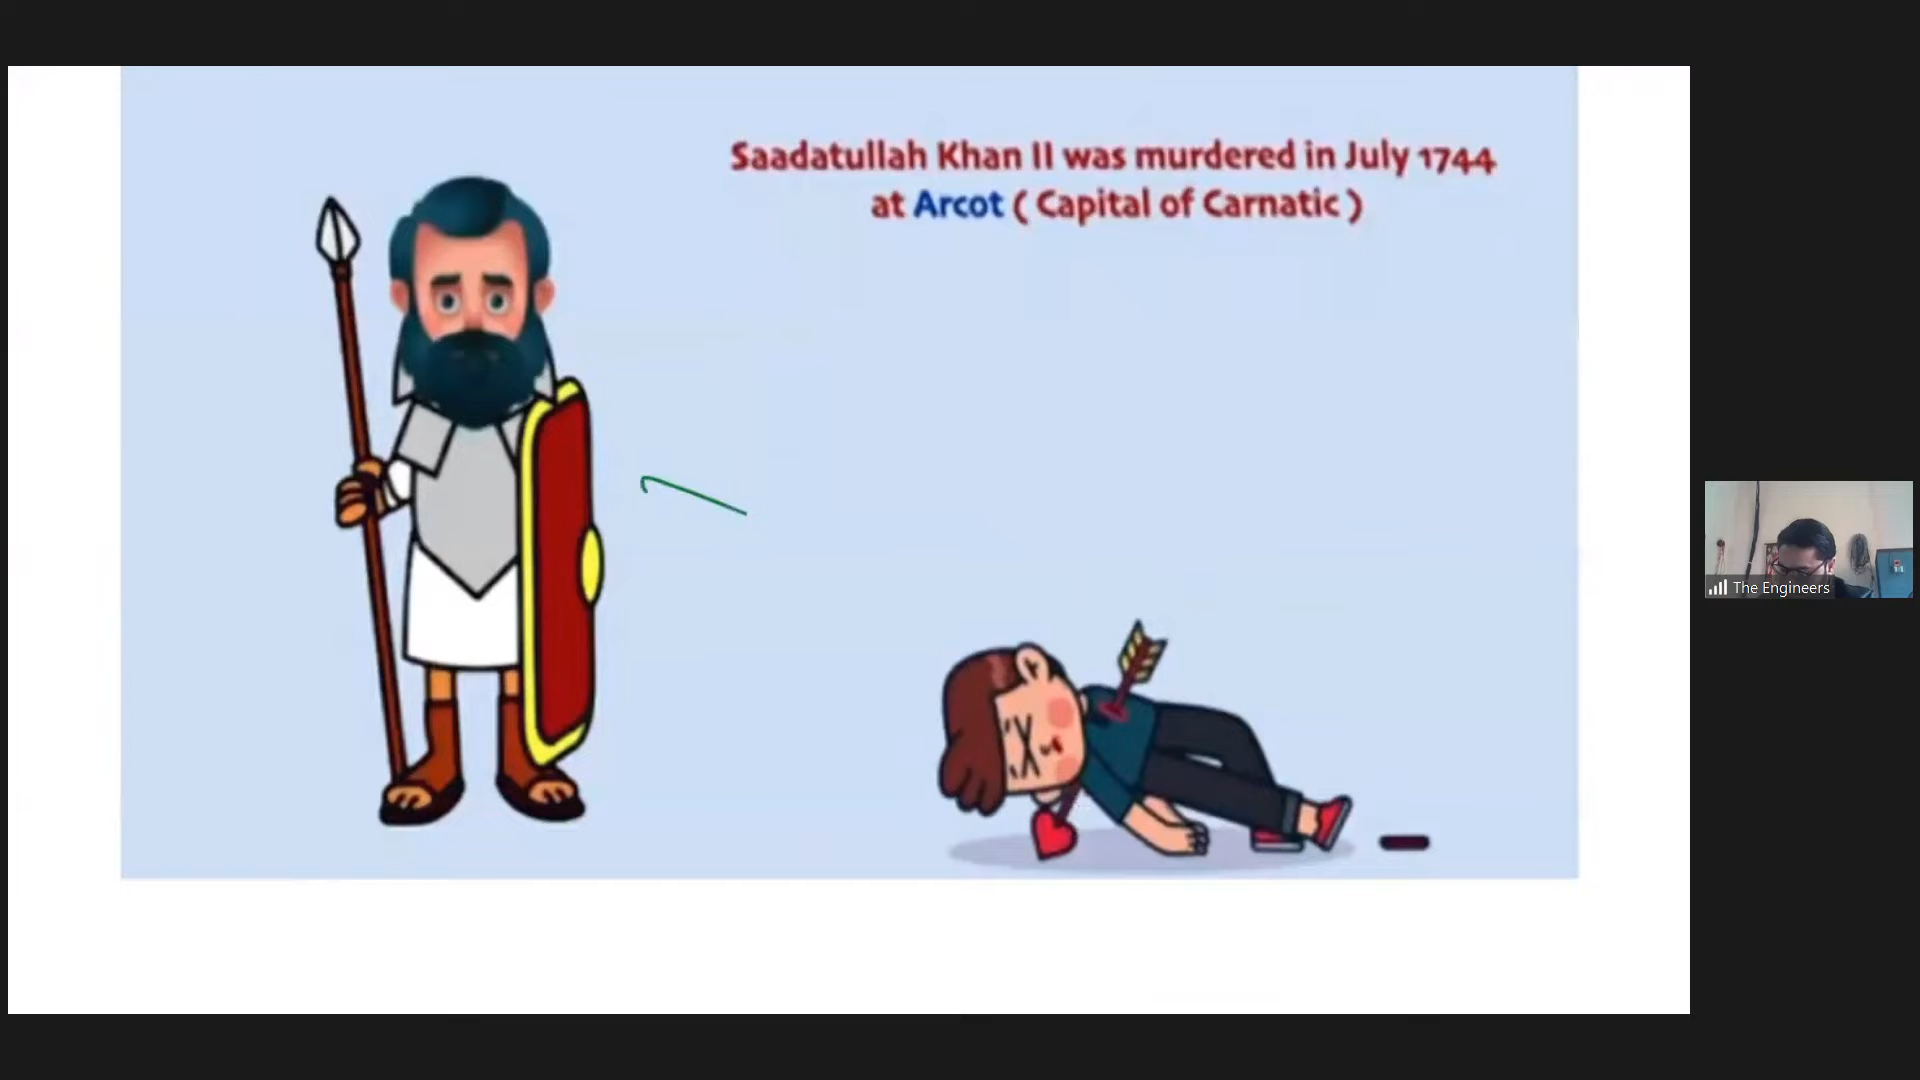 Saadatullah Khan II was murdered in July 1744
at Arcot ( Capital of Carnatic )
The Engineers